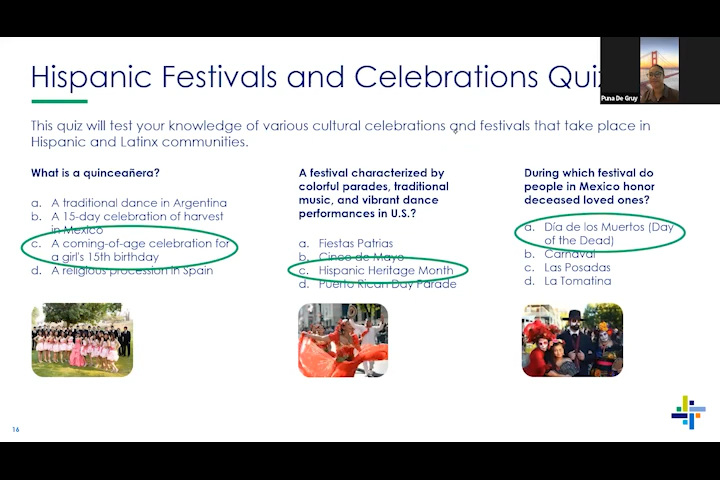 Hispanic Festivals and Celebrations Quiz
Puna De Gruy
This quiz will test your knowledge of various cultural celebrations and festivals that take place in
Hispanic and Latinx communities.
What is a quinceañera?
a. A traditional dance in Argentina
b. A 15-day celebration of harvest
in Mexico
c. A coming-of-age celebration for
a girl's 15th birthday
d. A religious procession in Spain
A festival characterized by
colorful parades, traditional
music, and vibrant dance
performances in U.S.?
a. Fiestas Patrias
b. Cinco de Mayo
c. Hispanic Heritage Month
d. Puerto Rican Day Parade
During which festival do
people in Mexico honor
deceased loved ones?
a. Día de los Muertos (Day
of the Dead)
b. Carnaval
c. Las Posadas
d. La Tomatina
16